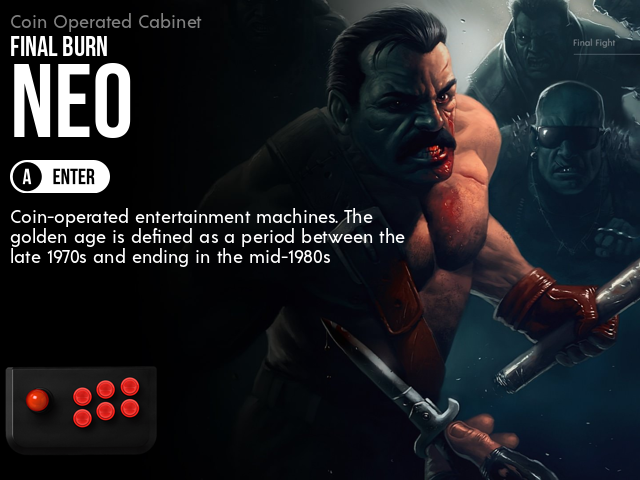 Coin Operated Cabinet
FINAL BURN
NEO
A ENTER
Coin-operated entertainment machines. The
golden age is defined as a period between the
late 1970s and ending in the mid-1980s
Final Fight